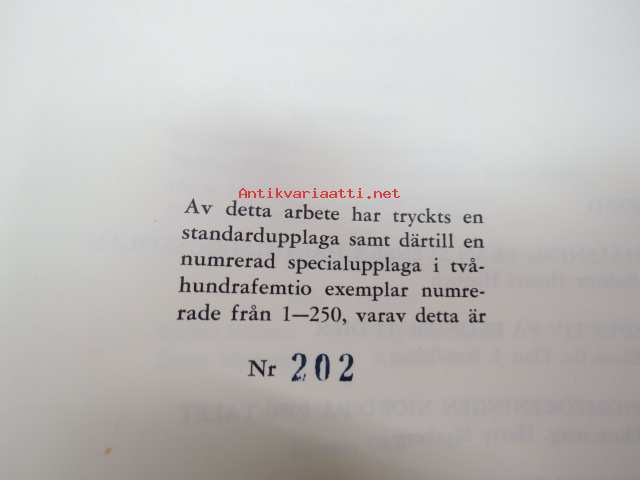 Antikvariaatti.net
Av detta arbete har tryckts en
standardupplaga samt därtill en
numrerad specialupplaga i två-
hundrafemtio exemplar numre-
rade från 1—250, varav detta är
Nr 202